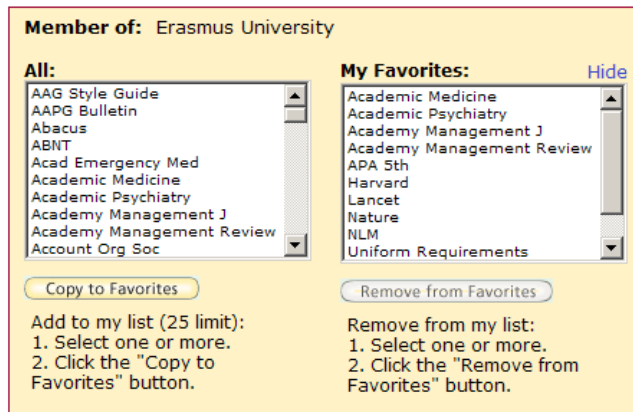 Member of: Erasmus University
All:
AAG Style Guide
AAPG Bulletin
Abacus
ABNT
Acad Emergency Med
Academic Medicine
Academic Psychiatry
Academy Management J
Academy Management Review
Account Org Soc
Copy to Favorites
Add to my list (25 limit):
1. Select one or more.
2. Click the "Copy to
Favorites" button.
My Favorites: Hide
Academic Medicine
Academic Psychiatry
Academy Management J
Academy Management Review
APA 5th
Harvard
Lancet
Nature
NLM
Uniform Requirements
Remove from Favorites
Remove from my list:
1. Select one or more.
2. Click the "Remove from
Favorites" button.